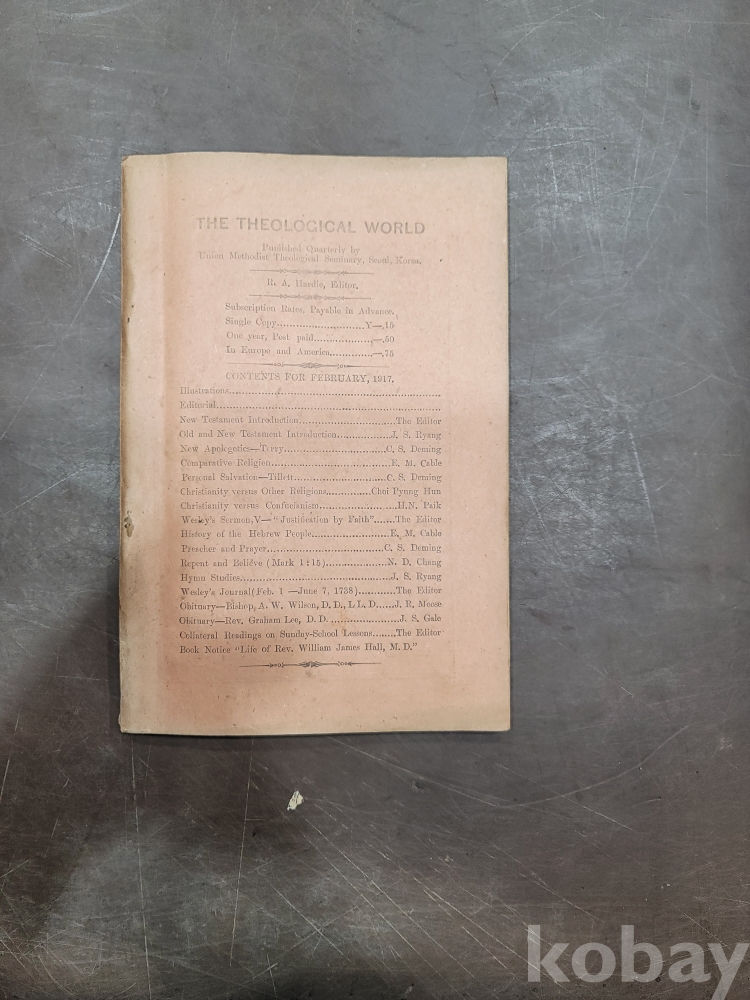 THE THEOLOGICAL WORLD
Published Quarterly by
Union Methodist Theological Seminary, Seoul, Korea.
R. A. Hardie, Editor.
Subscription Rates, Payable in Advance.
Single Copy..............................Y—.15
One year, Post paid....................—.50
In Europe and America..............—.75
CONTENTS FOR FEBRUARY, 1917.
Illustrations
Editorial
New Testament Introduction................................The Editor
Old and New Testament Introduction..................J. S. Ryang
New Apologetics—Terry..................................C. S. Deming
Comparative Religion........................................E. M. Cable
Personal Salvation—Tillett...............................C. S. Deming
Christianity versus Other Religions...............Choi Pyung Hun
Christianity versus Confucianism..........................H.N. Paik
Wesley's Sermon, V—"Justification by Faith".......The Editor
History of the Hebrew People..........................E. M. Cable
Preacher and Prayer.......................................C. S. Deming
Repent and Believe (Mark 1:15)........................N. D. Chang
Hymn Studies..................................................J. S. Ryang
Wesley's Journal(Feb. 1 —June 7, 1738)............The Editor
Obituary—Bishop, A. W. Wilson, D. D., L L. D.....J. R. Moose
Obituary—Rev. Graham Lee, D. D. ....................J. S. Gale
Collateral Readings on Sunday-School Lessons.......The Editor
Book Notice "Life of Rev. William James Hall, M. D."
kobay